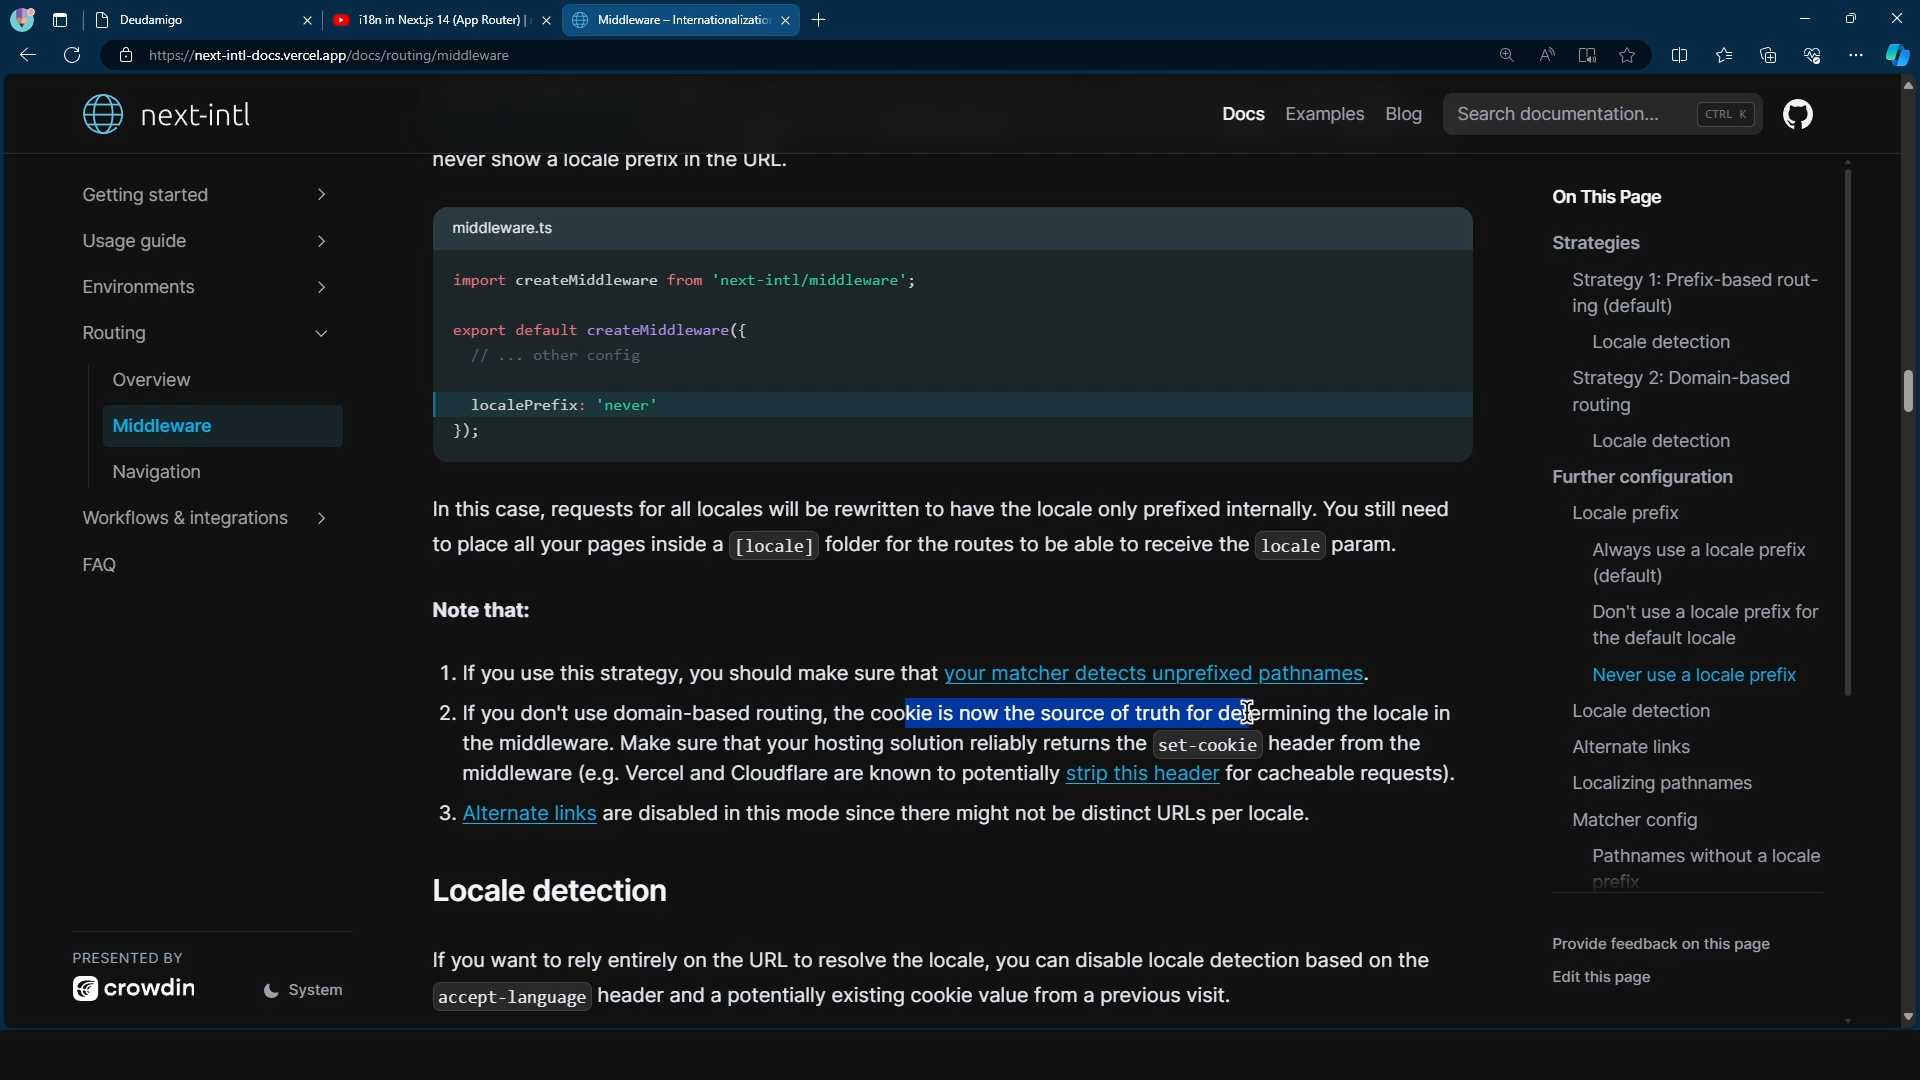 Deudamigo
i18n in Next.js 14 (App Router) |
Middleware – Internationalizatio
https://next-intl-docs.vercel.app/docs/routing/middleware
next-intl
Docs
Examples
Blog
Search documentation...
CTRL K
never show a locale prefix in the URL.
Getting started
Usage guide
Environments
Routing
Overview
Middleware
Navigation
Workflows & integrations
FAQ
PRESENTED BY
crowdin
System
middleware.ts
import createMiddleware from 'next-intl/middleware';
export default createMiddleware({
// ... other config
localePrefix: 'never'
});
In this case, requests for all locales will be rewritten to have the locale only prefixed internally. You still need
to place all your pages inside a [locale] folder for the routes to be able to receive the locale param.
Note that:
1. If you use this strategy, you should make sure that your matcher detects unprefixed pathnames.
2. If you don't use domain-based routing, the cookie is now the source of truth for determining the locale in
the middleware. Make sure that your hosting solution reliably returns the set-cookie header from the
middleware (e.g. Vercel and Cloudflare are known to potentially strip this header for cacheable requests).
3. Alternate links are disabled in this mode since there might not be distinct URLs per locale.
Locale detection
If you want to rely entirely on the URL to resolve the locale, you can disable locale detection based on the
accept-language header and a potentially existing cookie value from a previous visit.
On This Page
Strategies
Strategy 1: Prefix-based rout-
ing (default)
Locale detection
Strategy 2: Domain-based
routing
Locale detection
Further configuration
Locale prefix
Always use a locale prefix
(default)
Don't use a locale prefix for
the default locale
Never use a locale prefix
Locale detection
Alternate links
Localizing pathnames
Matcher config
Pathnames without a locale
prefix
Provide feedback on this page
Edit this page